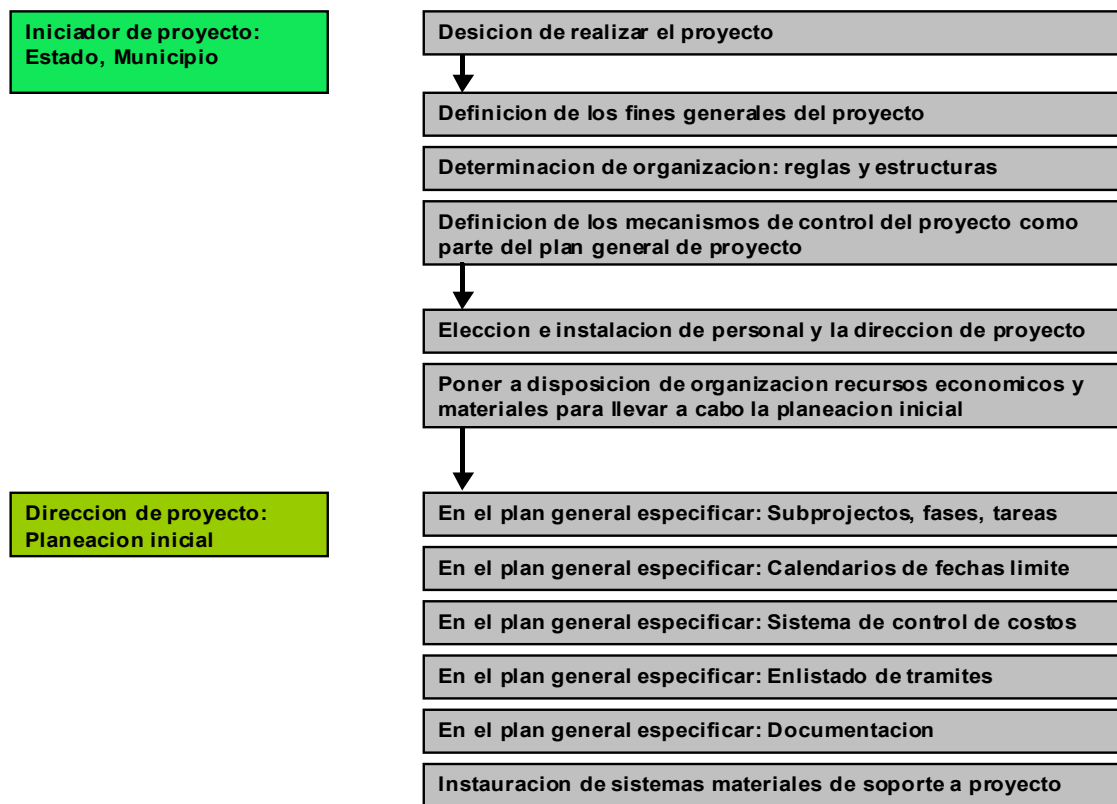 Iniciador de proyecto:
Estado, Municipio
Desicion de realizar el proyecto
Definicion de los fines generales del proyecto
Determinacion de organizacion: reglas y estructuras
Definicion de los mecanismos de control del proyecto como
parte del plan general de proyecto
Eleccion e instalacion de personal y la direccion de proyecto
Poner a disposicion de organizacion recursos economicos y
materiales para llevar a cabo la planeacion inicial
Direccion de proyecto:
Planeacion inicial
En el plan general especificar: Subprojectos, fases, tareas
En el plan general especificar: Calendarios de fechas limite
En el plan general especificar: Sistema de control de costos
En el plan general especificar: Enlistado de tramites
En el plan general especificar: Documentacion
Instauracion de sistemas materiales de soporte a proyecto